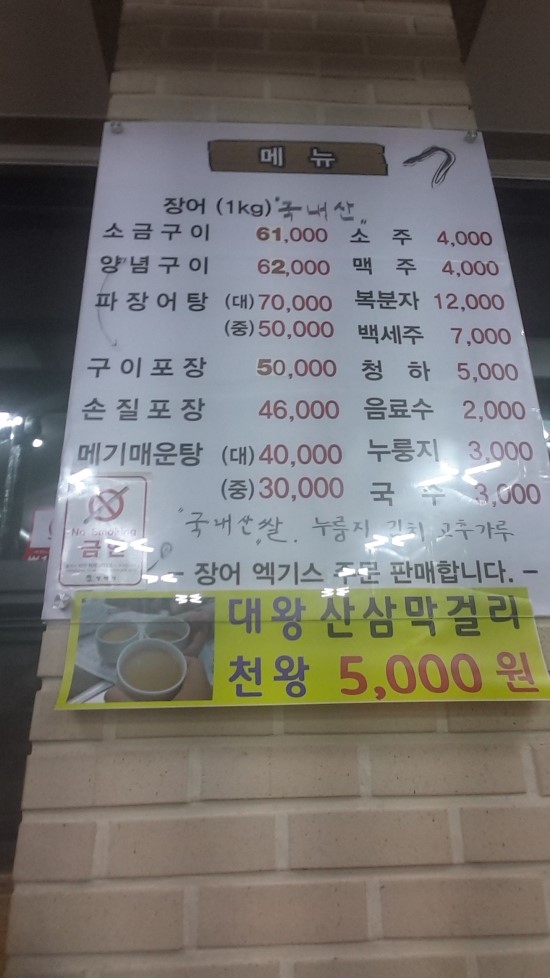 메 뉴
장어 (1kg) "국내산"
소금구이 61,000 소 주 4,000
양념구이 62,000 맥 주 4,000
파장어탕 (대) 70,000 복분자 12,000
(중) 50,000 백세주 7,000
구이포장 50,000 청 하 5,000
손질포장 46,000 음료수 2,000
메기매운탕 (대) 40,000 누룽지 3,000
(중) 30,000 국 수 3,000
"국내산" 쌀. 누룽지 김치 고추가루
No Smoking
금연
- 장어 엑기스 주문 판매합니다. -
대왕 산삼막걸리
천왕 5,000원